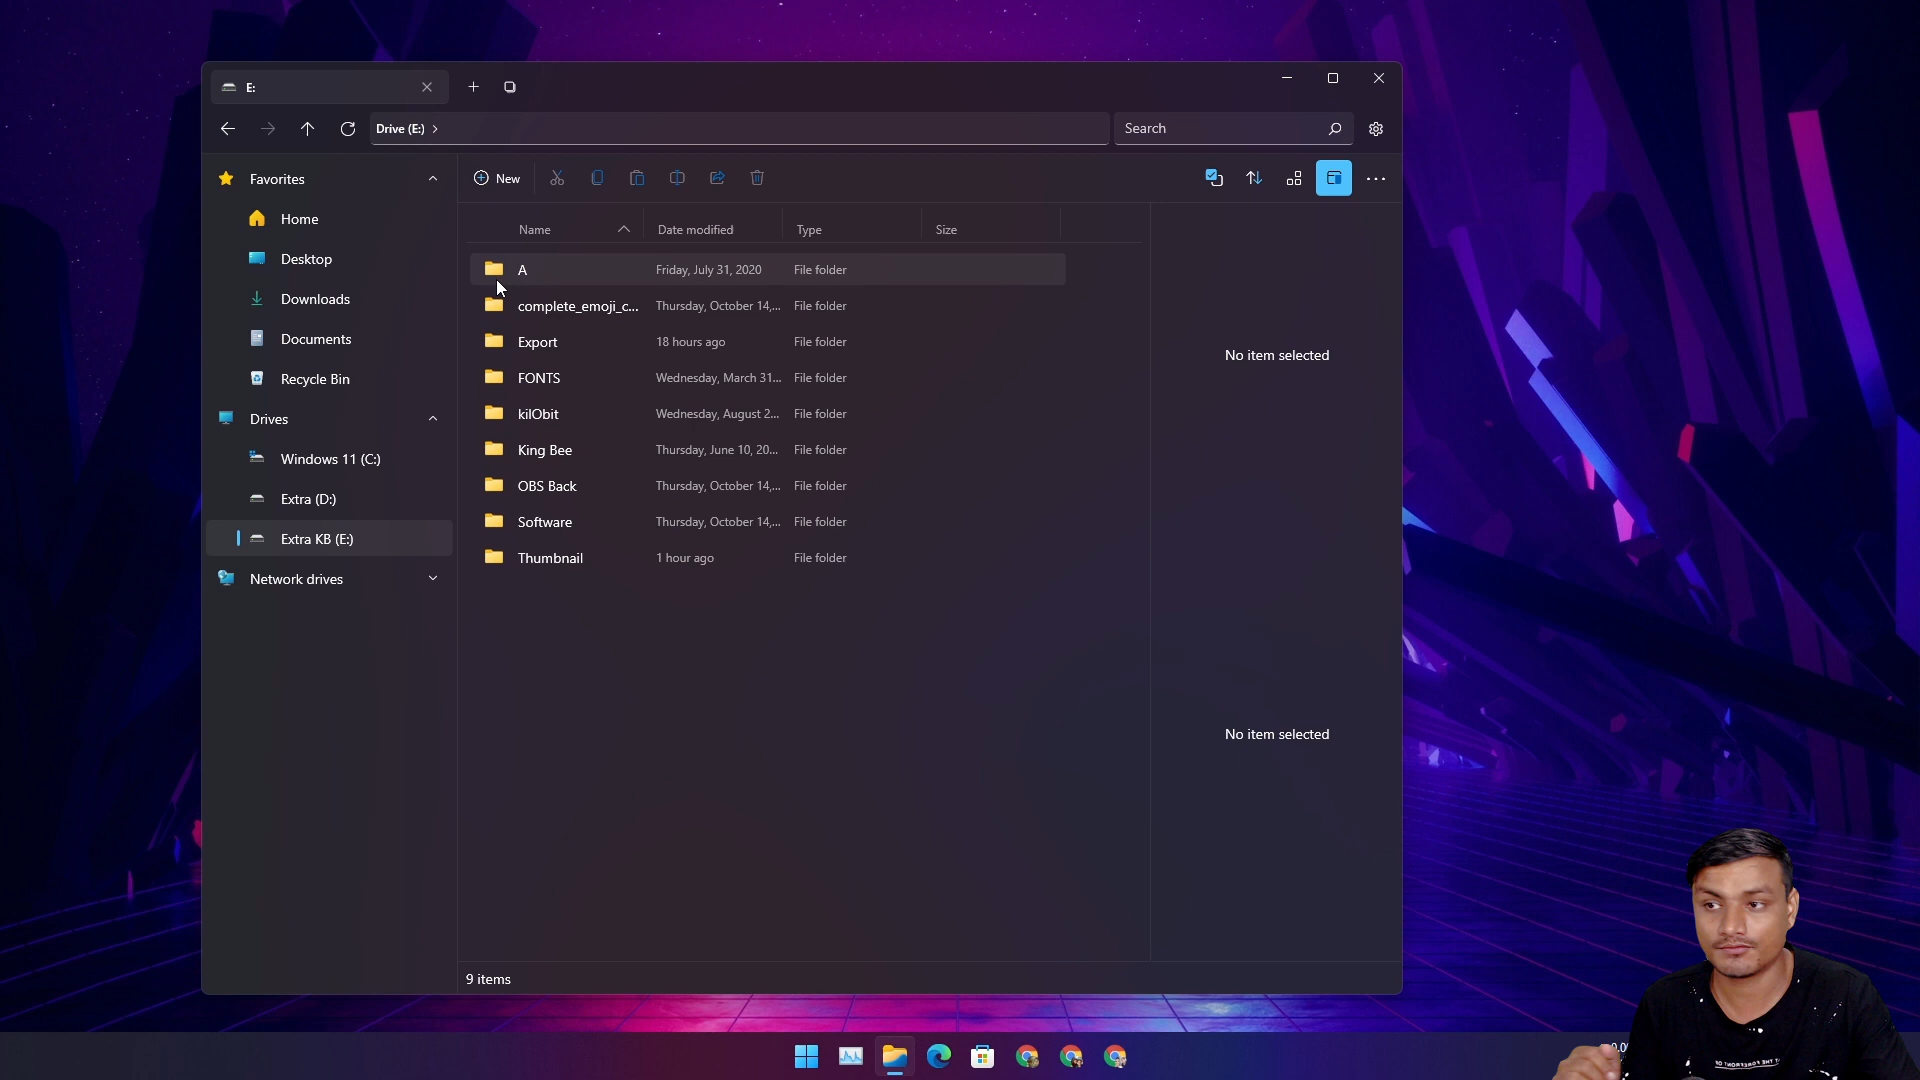 E:
Drive (E:)
Search
Favorites
Home
Desktop
Downloads
Documents
Recycle Bin
Drives
Windows 11 (C:)
Extra (D:)
Extra KB (E:)
Network drives
New
Name Date modified Type Size
A Friday, July 31, 2020 File folder
complete_emoji_c... Thursday, October 14,... File folder
Export 18 hours ago File folder
FONTS Wednesday, March 31... File folder
kilObit Wednesday, August 2... File folder
King Bee Thursday, June 10, 20... File folder
OBS Back Thursday, October 14,... File folder
Software Thursday, October 14,... File folder
Thumbnail 1 hour ago File folder
No item selected
No item selected
9 items